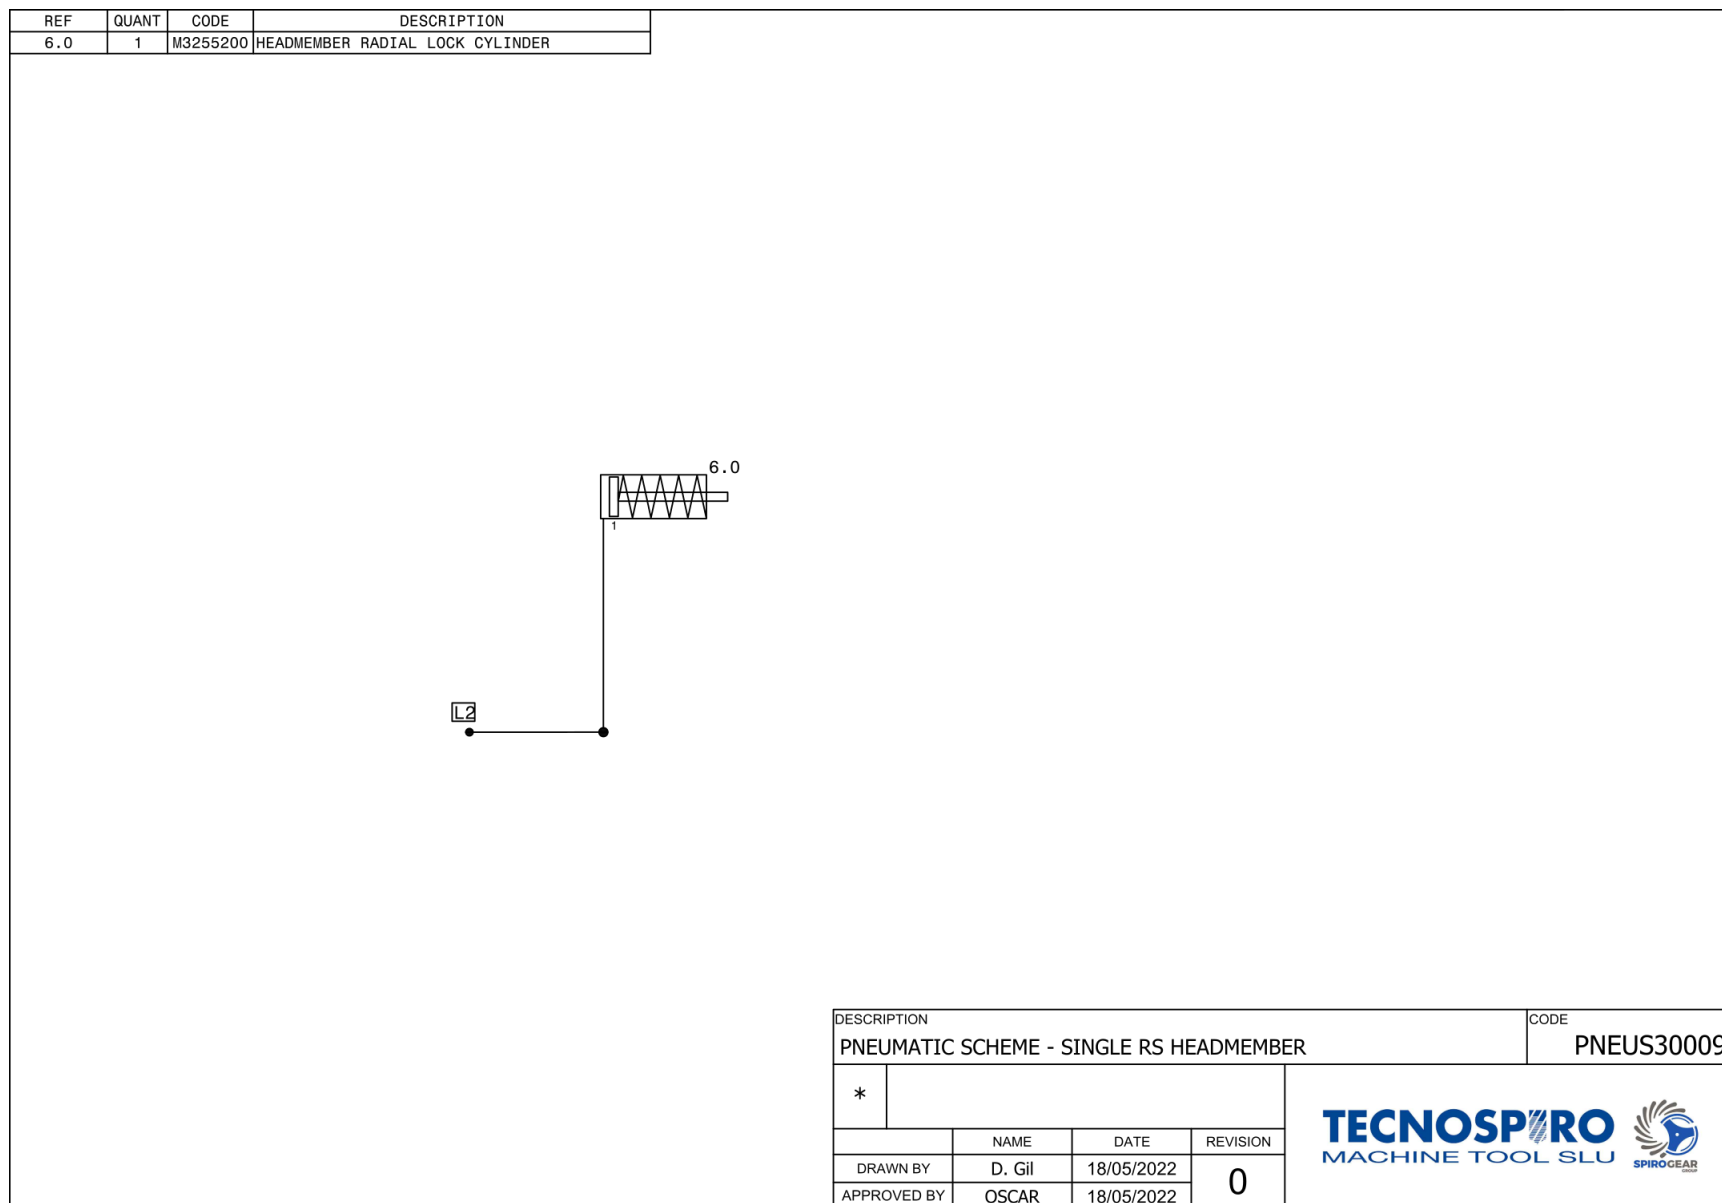 REF QUANT CODE DESCRIPTION
6.0 1 M3255200 HEADMEMBER RADIAL LOCK CYLINDER
6.0
1
L2
DESCRIPTION
PNEUMATIC SCHEME - SINGLE RS HEADMEMBER
CODE
PNEUS30009
*
NAME DATE REVISION
DRAWN BY D. Gil 18/05/2022 0
APPROVED BY OSCAR 18/05/2022
TECNOSPIRO
MACHINE TOOL SLU
SPIROGEAR
GROUP